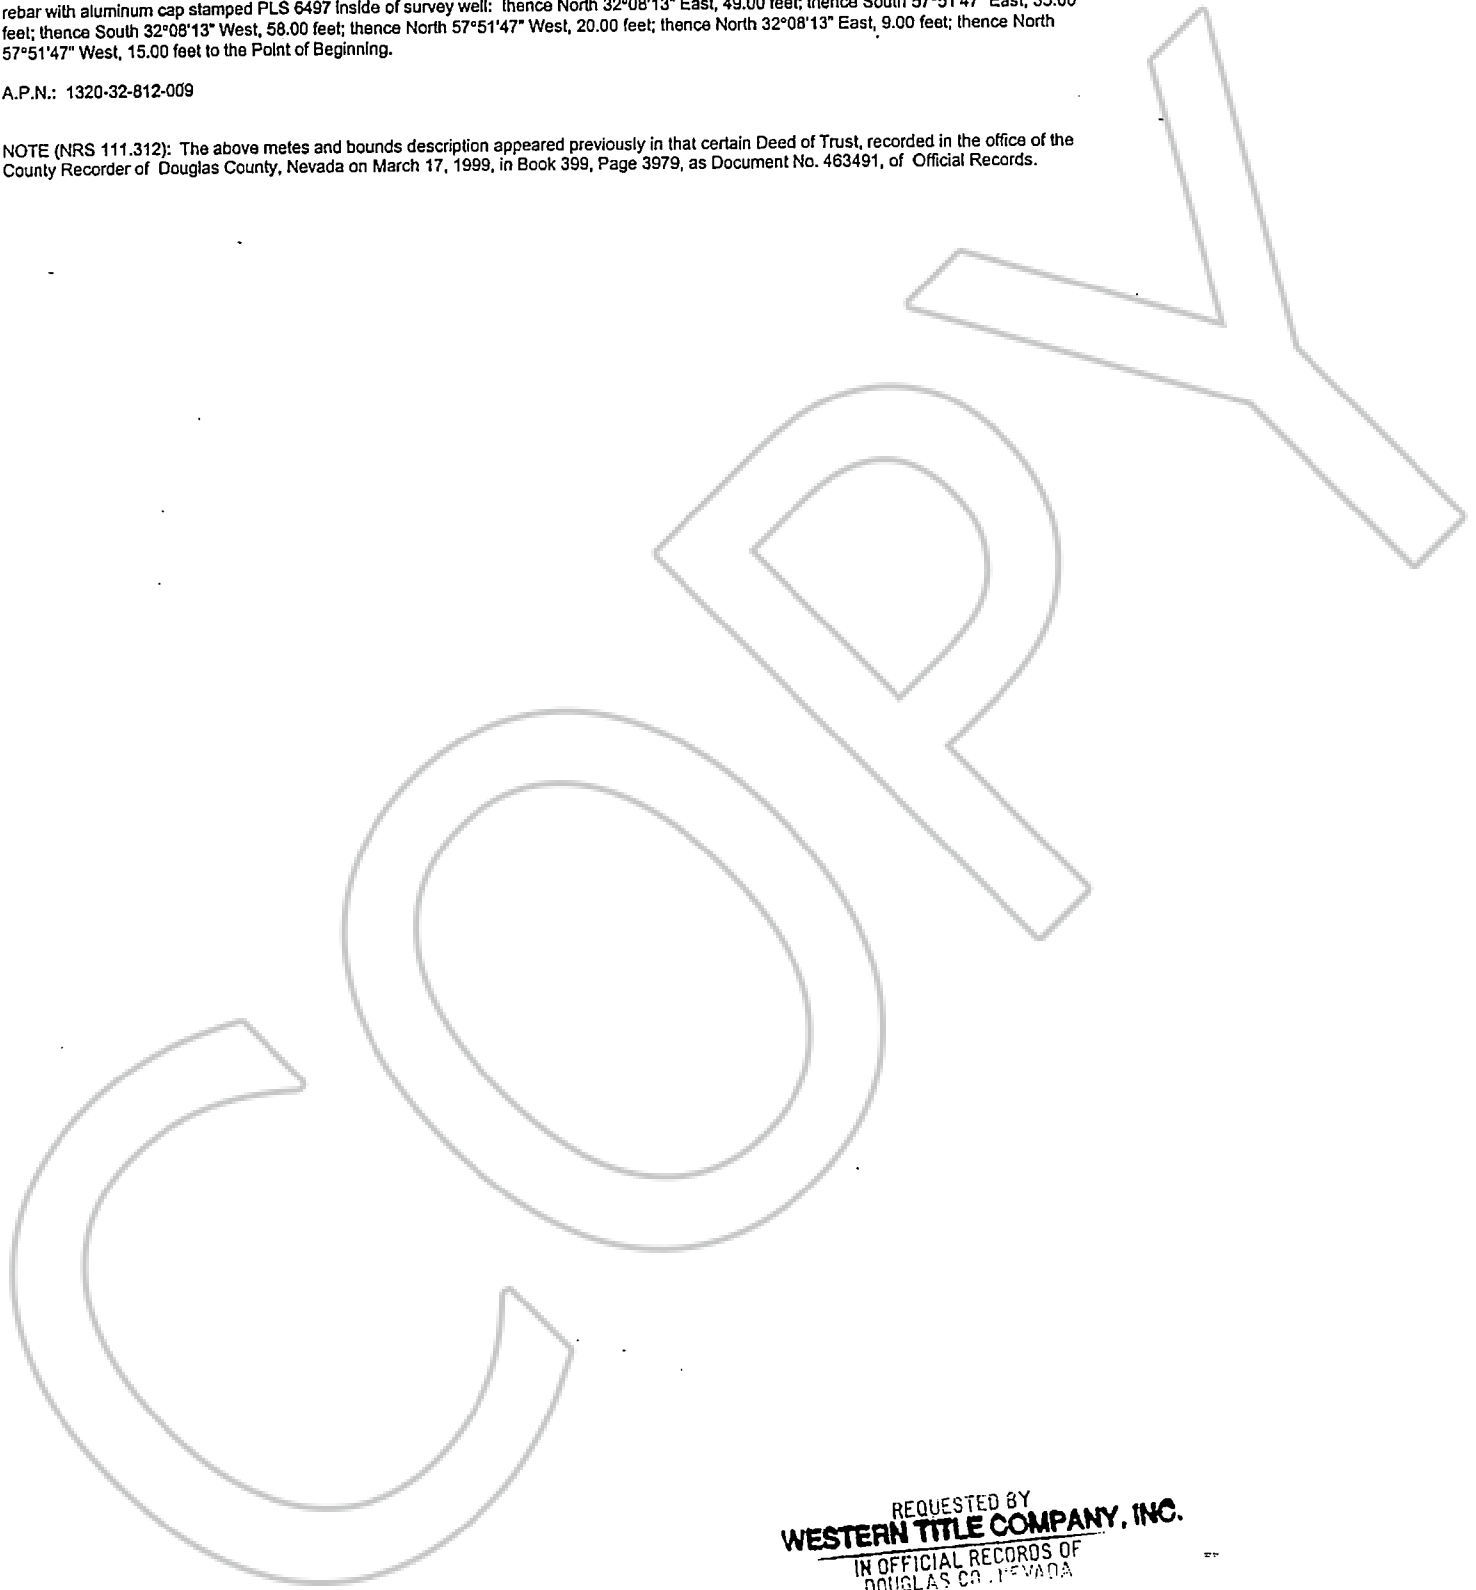 rebar with aluminum cap stamped PLS 6497 inside of survey well: thence North 32°08'13" East, 49.00 feet; thence South 57°51'47" East, 35.00
feet; thence South 32°08'13" West, 58.00 feet; thence North 57°51'47" West, 20.00 feet; thence North 32°08'13" East, 9.00 feet; thence North
57°51'47" West, 15.00 feet to the Point of Beginning.
A.P.N.: 1320-32-812-009
NOTE (NRS 111.312): The above metes and bounds description appeared previously in that certain Deed of Trust, recorded in the office of the
County Recorder of Douglas County, Nevada on March 17, 1999, in Book 399, Page 3979, as Document No. 463491, of Official Records.
COPY
REQUESTED BY
WESTERN TITLE COMPANY, INC.
IN OFFICIAL RECORDS OF
DOUGLAS CO., NEVADA